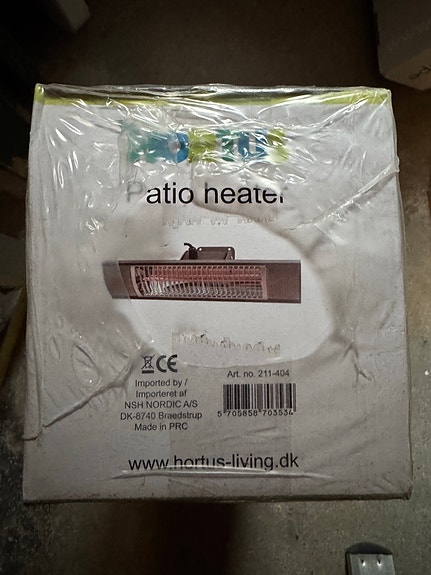 Patio heater
CE
Imported by /
Importeret af
NSH NORDIC A/S
DK-8740 Braedstrup
Made in PRC
Art. no. 211-404
5 705858 703534
www.hortus-living.dk